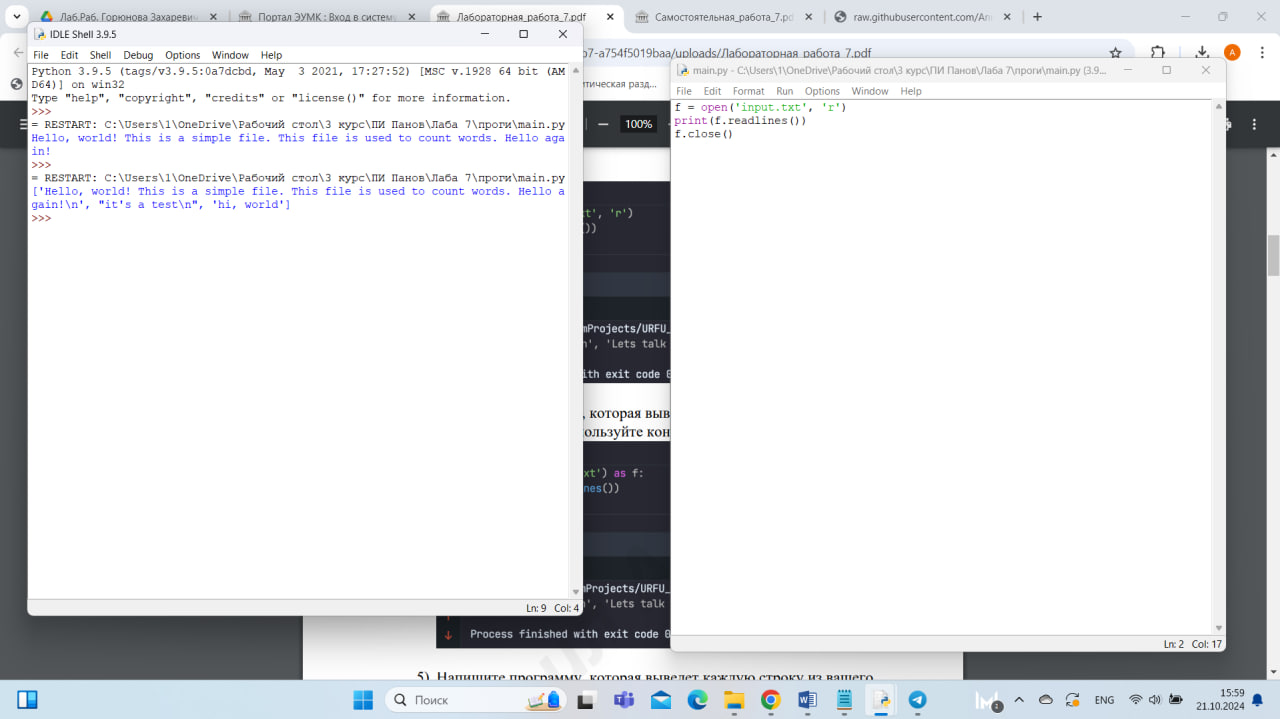 Лаб.Раб. Горюнова Захаревич
Портал ЭУМК : Вход в систему
Лабораторная_работа_7.pdf
Самостоятельная_работа_7.pd
raw.githubusercontent.com/An
b7-a754f5019baa/uploads/Лабораторная_работа_7.pdf
тическая разд...
100%
IDLE Shell 3.9.5
File Edit Shell Debug Options Window Help
Python 3.9.5 (tags/v3.9.5:0a7dcbd, May  3 2021, 17:27:52) [MSC v.1928 64 bit (AM
D64)] on win32
Type "help", "copyright", "credits" or "license()" for more information.
>>>
= RESTART: C:\Users\1\OneDrive\Рабочий стол\3 курс\ПИ Панов\Лаба 7\проги\main.py
Hello, world! This is a simple file. This file is used to count words. Hello aga
in!
>>>
= RESTART: C:\Users\1\OneDrive\Рабочий стол\3 курс\ПИ Панов\Лаба 7\проги\main.py
['Hello, world! This is a simple file. This file is used to count words. Hello a
gain!\n', "it's a test\n", 'hi, world']
>>>
Ln: 9 Col: 4
main.py - C:\Users\1\OneDrive\Рабочий стол\3 курс\ПИ Панов\Лаба 7\проги\main.py (3.9...
File Edit Format Run Options Window Help
f = open('input.txt', 'r')
print(f.readlines())
f.close()
Ln: 2 Col: 17
xt', 'r')
())
mProjects/URFU_
n', 'Lets talk
ith exit code 0
, которая выв
ользуйте кон
xt') as f:
nes())
mProjects/URFU_
n', 'Lets talk
Process finished with exit code 0
5) Напишите программу, которая выведет каждую строку из вашего
Поиск
1
ENG
15:59
21.10.2024